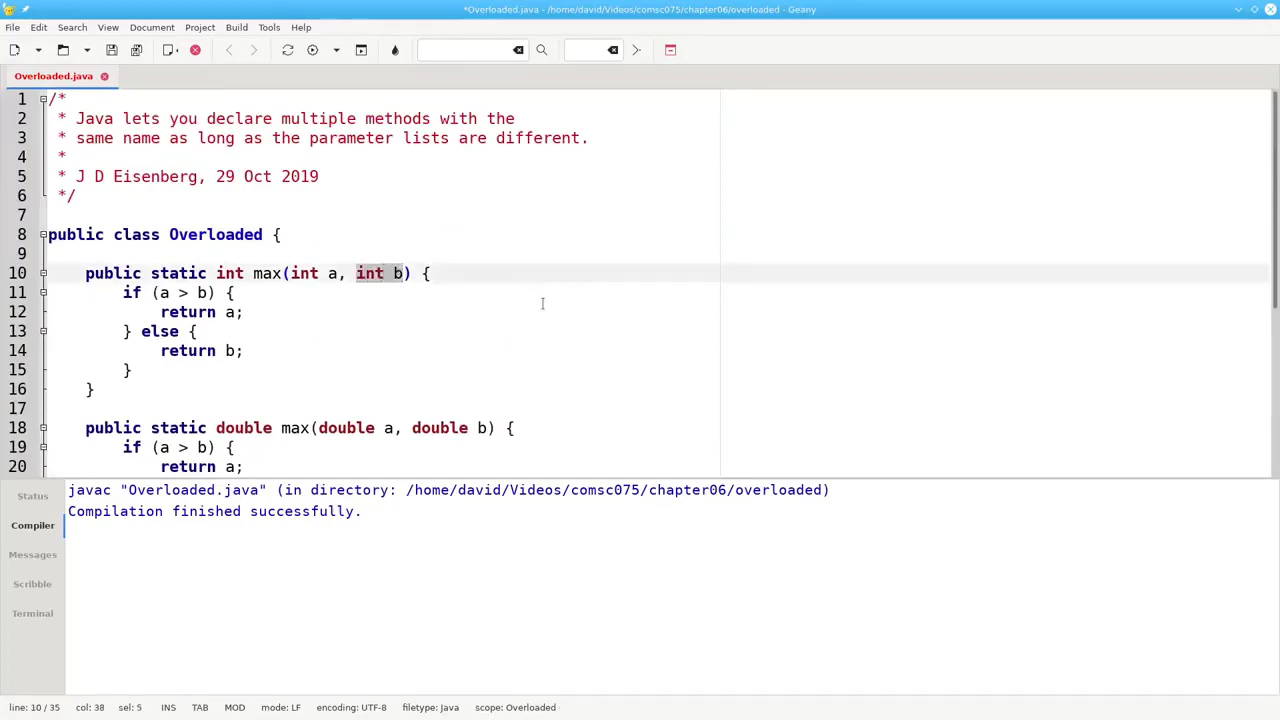 *Overloaded.java - /home/david/Videos/comsc075/chapter06/overloaded - Geany
File Edit Search View Document Project Build Tools Help
Overloaded.java
1 /*
2 * Java lets you declare multiple methods with the
3 * same name as long as the parameter lists are different.
4 *
5 * J D Eisenberg, 29 Oct 2019
6 */
7
8 public class Overloaded {
9
10 public static int max(int a, int b) {
11 if (a > b) {
12 return a;
13 } else {
14 return b;
15 }
16 }
17
18 public static double max(double a, double b) {
19 if (a > b) {
20 return a;
Status
Compiler
Messages
Scribble
Terminal
javac "Overloaded.java" (in directory: /home/david/Videos/comsc075/chapter06/overloaded)
Compilation finished successfully.
line: 10 / 35 col: 38 sel: 5 INS TAB MOD mode: LF encoding: UTF-8 filetype: Java scope: Overloaded